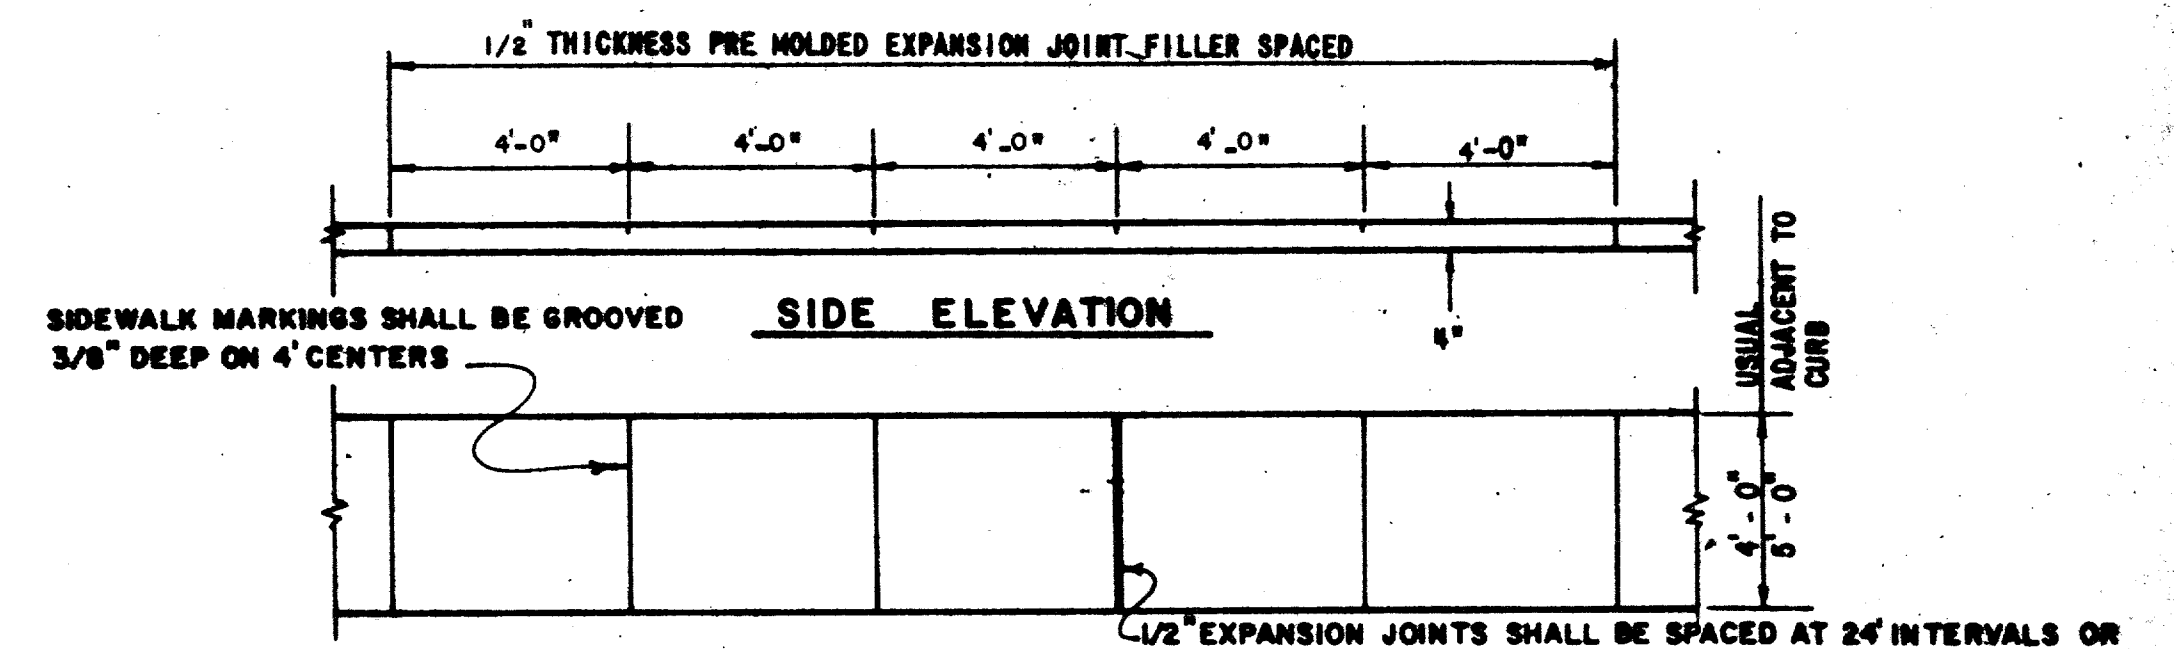 1/2" THICKNESS PRE MOLDED EXPANSION JOINT FILLER SPACED
4'-0" 4'-0" 4'-0" 4'-0" 4'-0"
SIDEWALK MARKINGS SHALL BE GROOVED
3/8" DEEP ON 4' CENTERS
SIDE ELEVATION
4"
USUAL
ADJACENT TO
CURB
4'-0"
5'-0"
1/2" EXPANSION JOINTS SHALL BE SPACED AT 24' INTERVALS OR